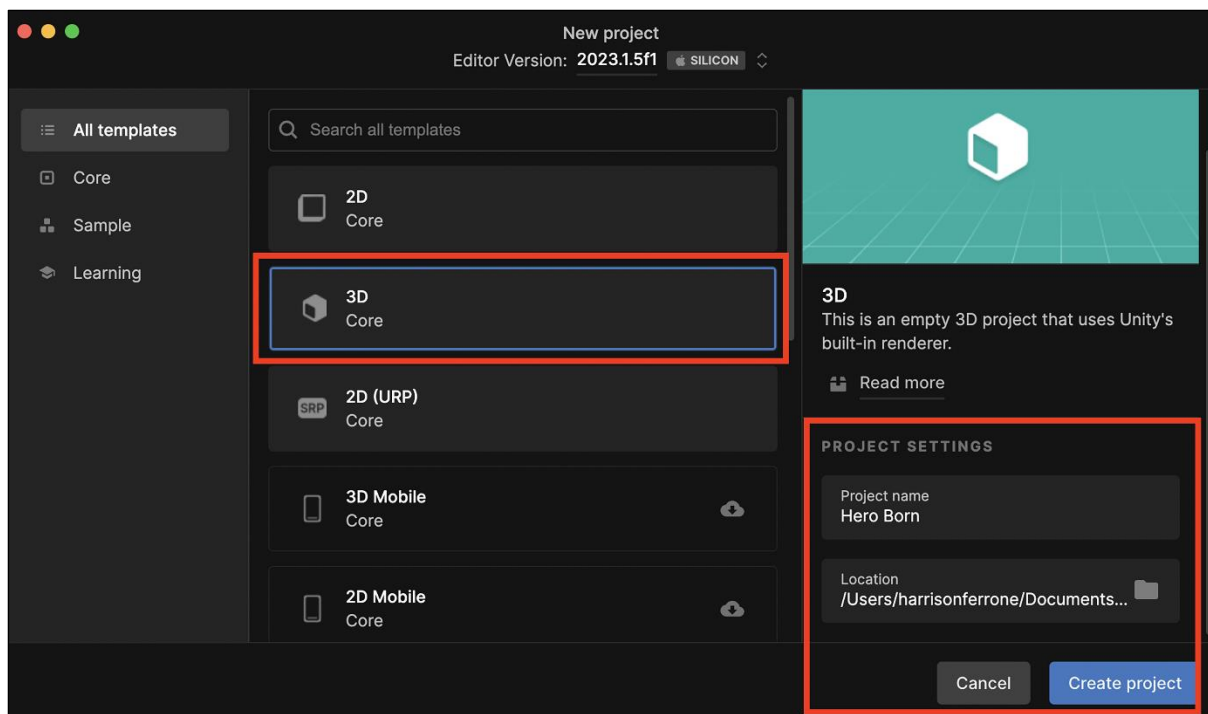 New project
Editor Version: 2023.1.5f1 SILICON
All templates
Core
Sample
Learning
Search all templates
2D
Core
3D
Core
SRP
2D (URP)
Core
3D Mobile
Core
2D Mobile
Core
3D
This is an empty 3D project that uses Unity's
built-in renderer.
Read more
PROJECT SETTINGS
Project name
Hero Born
Location
/Users/harrisonferrone/Documents...
Cancel
Create project